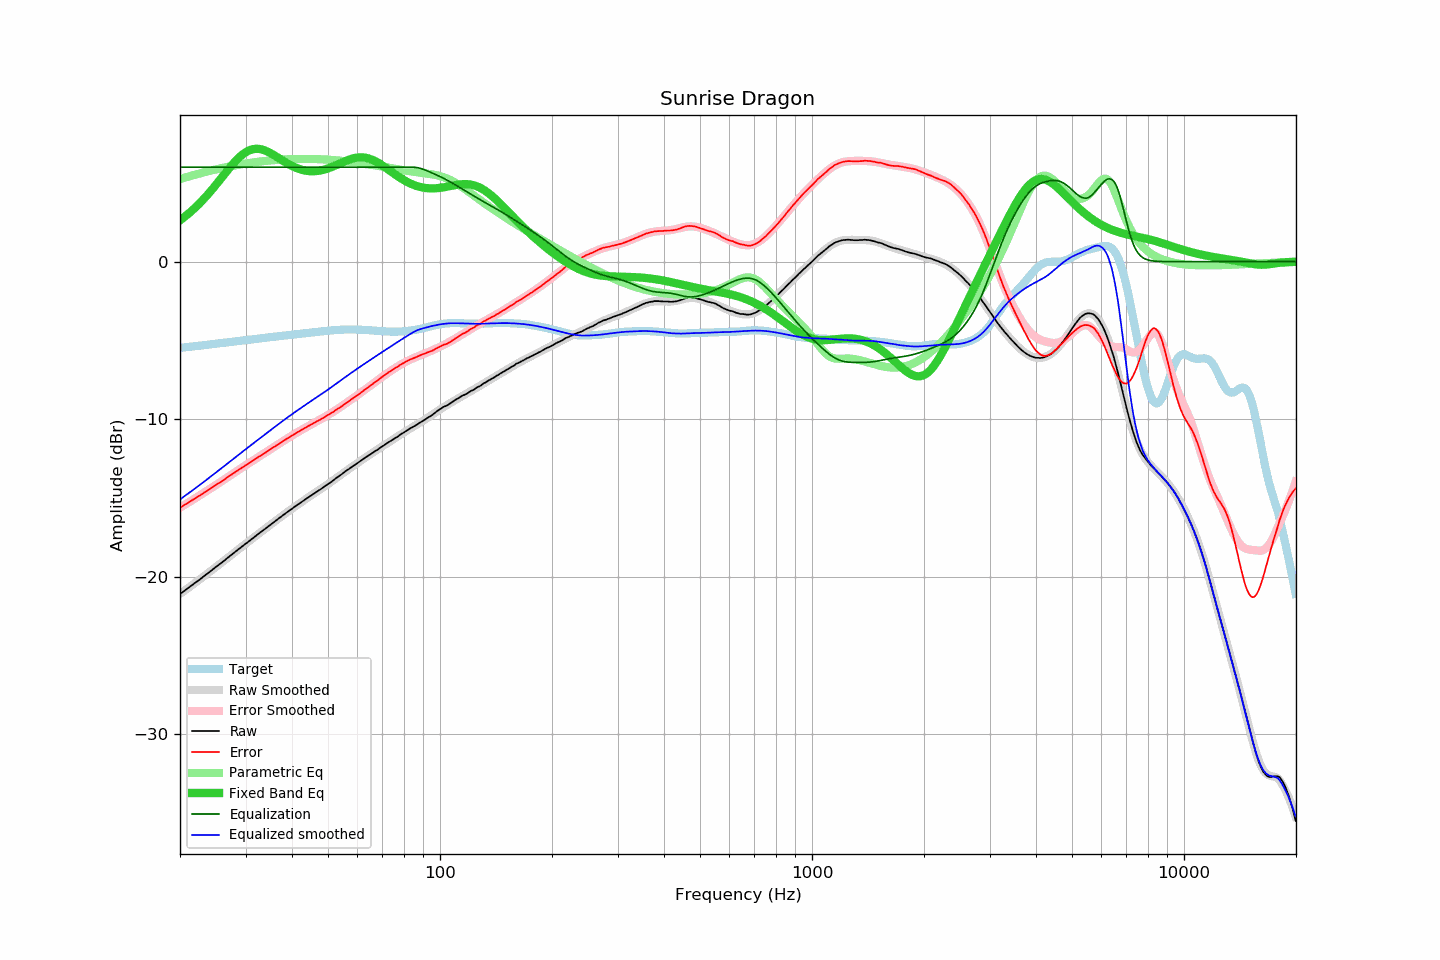 Sunrise Dragon
0
−10
−20
−30
Amplitude (dBr)
Target
Raw Smoothed
Error Smoothed
Raw
Error
Parametric Eq
Fixed Band Eq
Equalization
Equalized smoothed
100
1000
10000
Frequency (Hz)